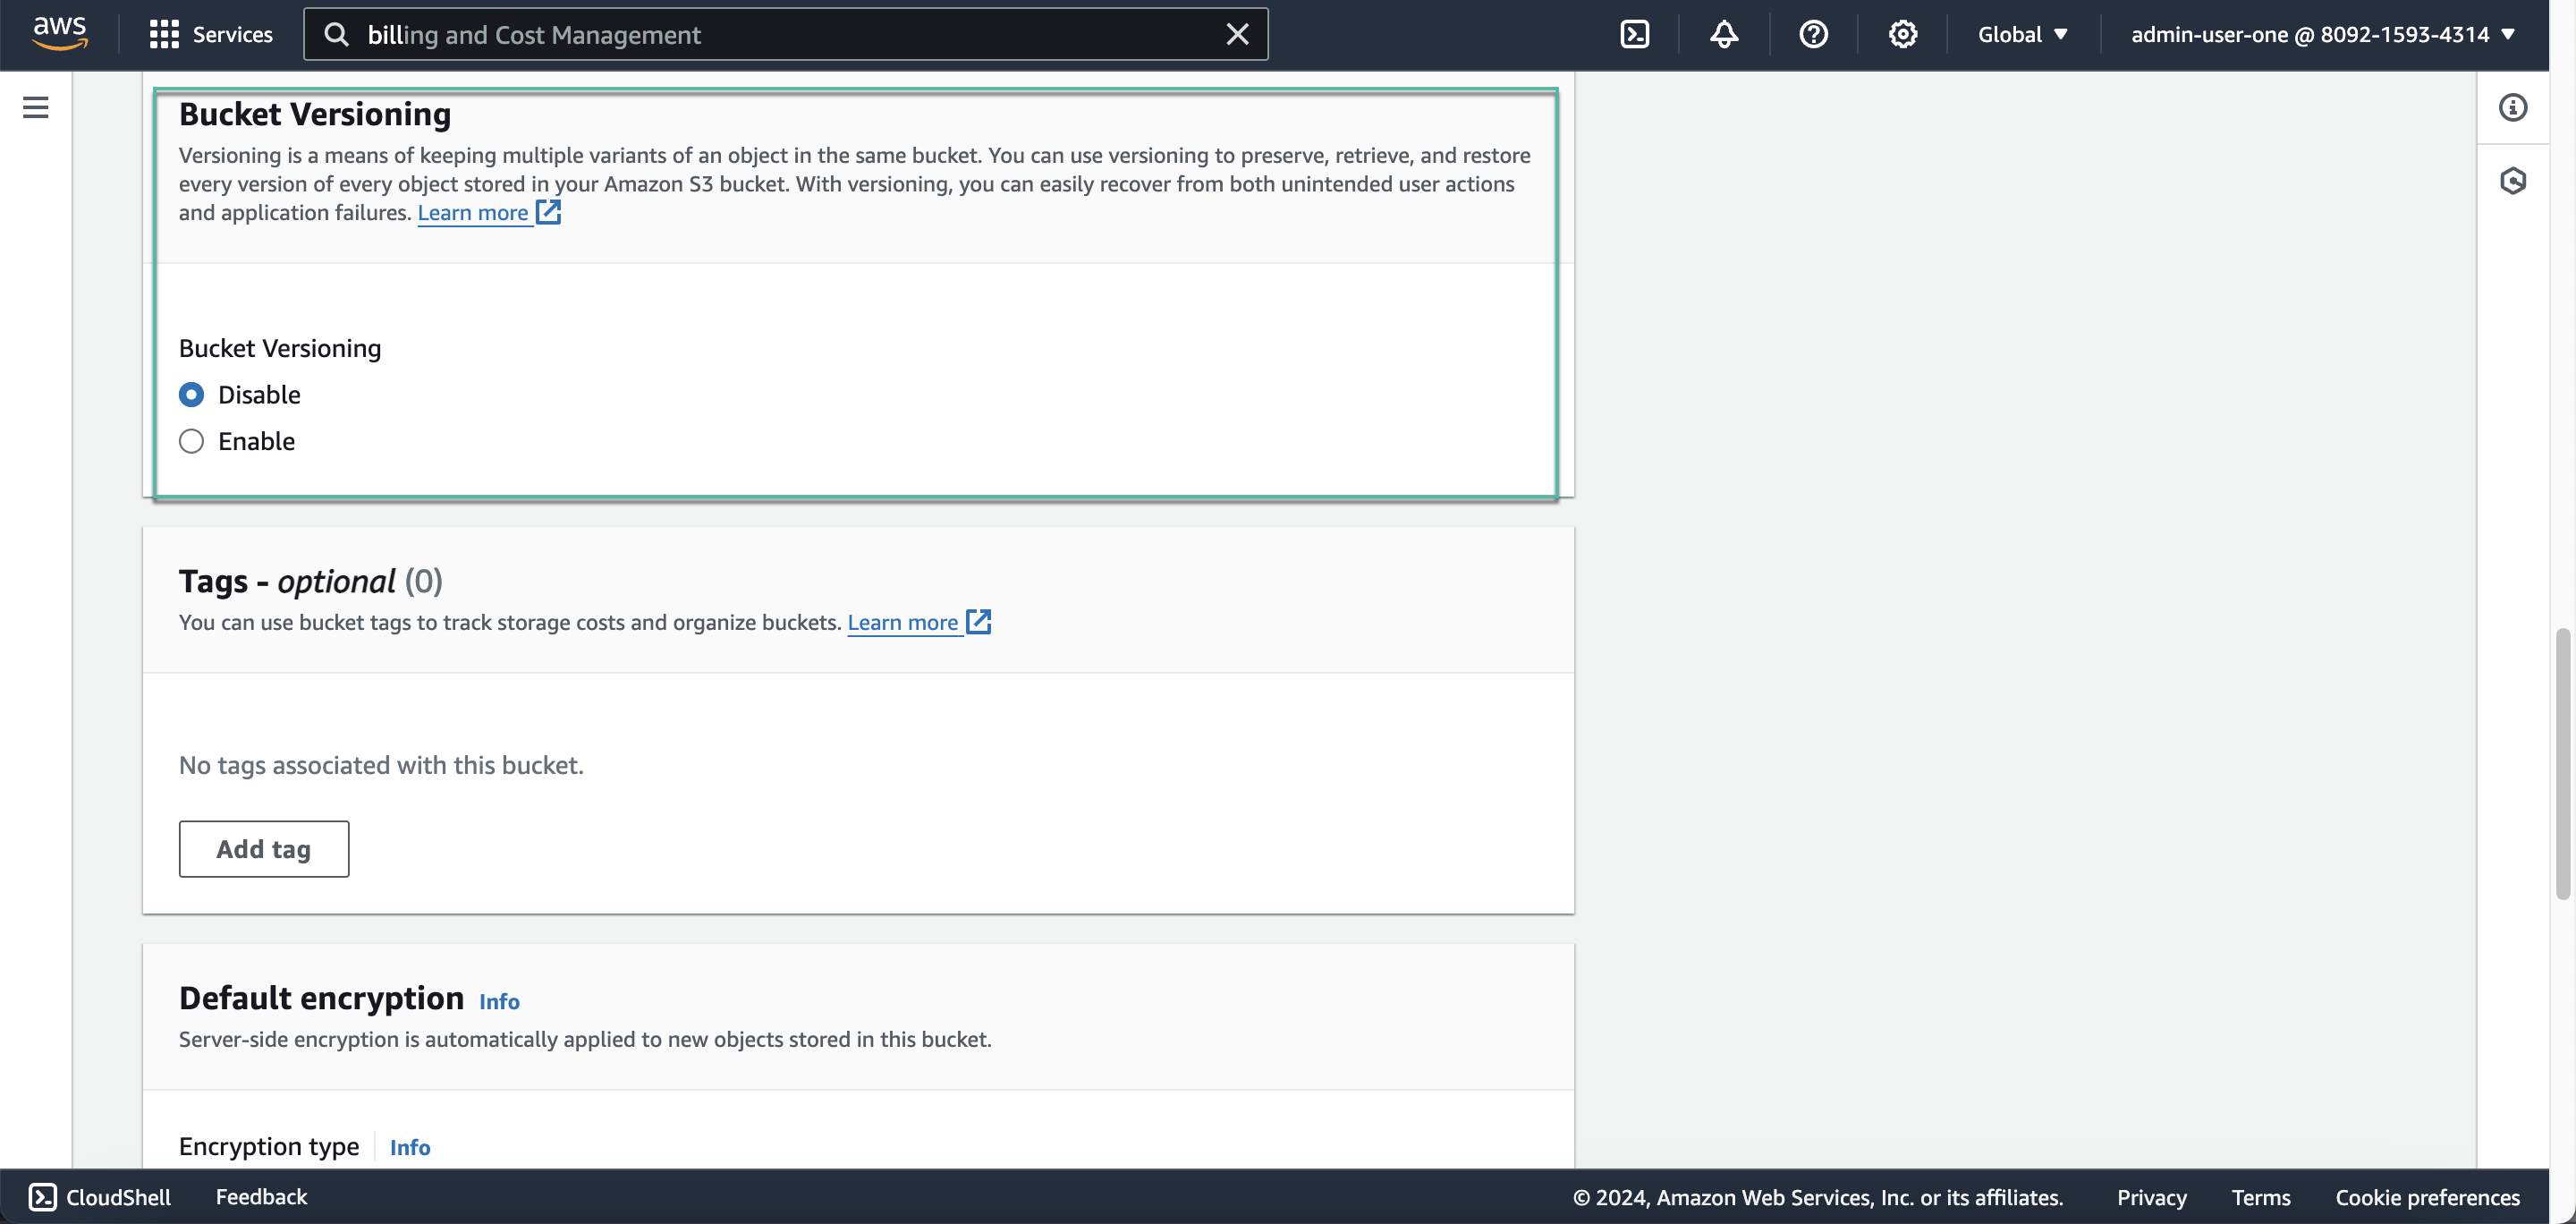 aws
Services
billing and Cost Management
Global
admin-user-one @ 8092-1593-4314
Bucket Versioning
Versioning is a means of keeping multiple variants of an object in the same bucket. You can use versioning to preserve, retrieve, and restore
every version of every object stored in your Amazon S3 bucket. With versioning, you can easily recover from both unintended user actions
and application failures. Learn more
Bucket Versioning
Disable
Enable
Tags - optional (0)
You can use bucket tags to track storage costs and organize buckets. Learn more
No tags associated with this bucket.
Add tag
Default encryption Info
Server-side encryption is automatically applied to new objects stored in this bucket.
Encryption type Info
CloudShell
Feedback
© 2024, Amazon Web Services, Inc. or its affiliates.
Privacy
Terms
Cookie preferences